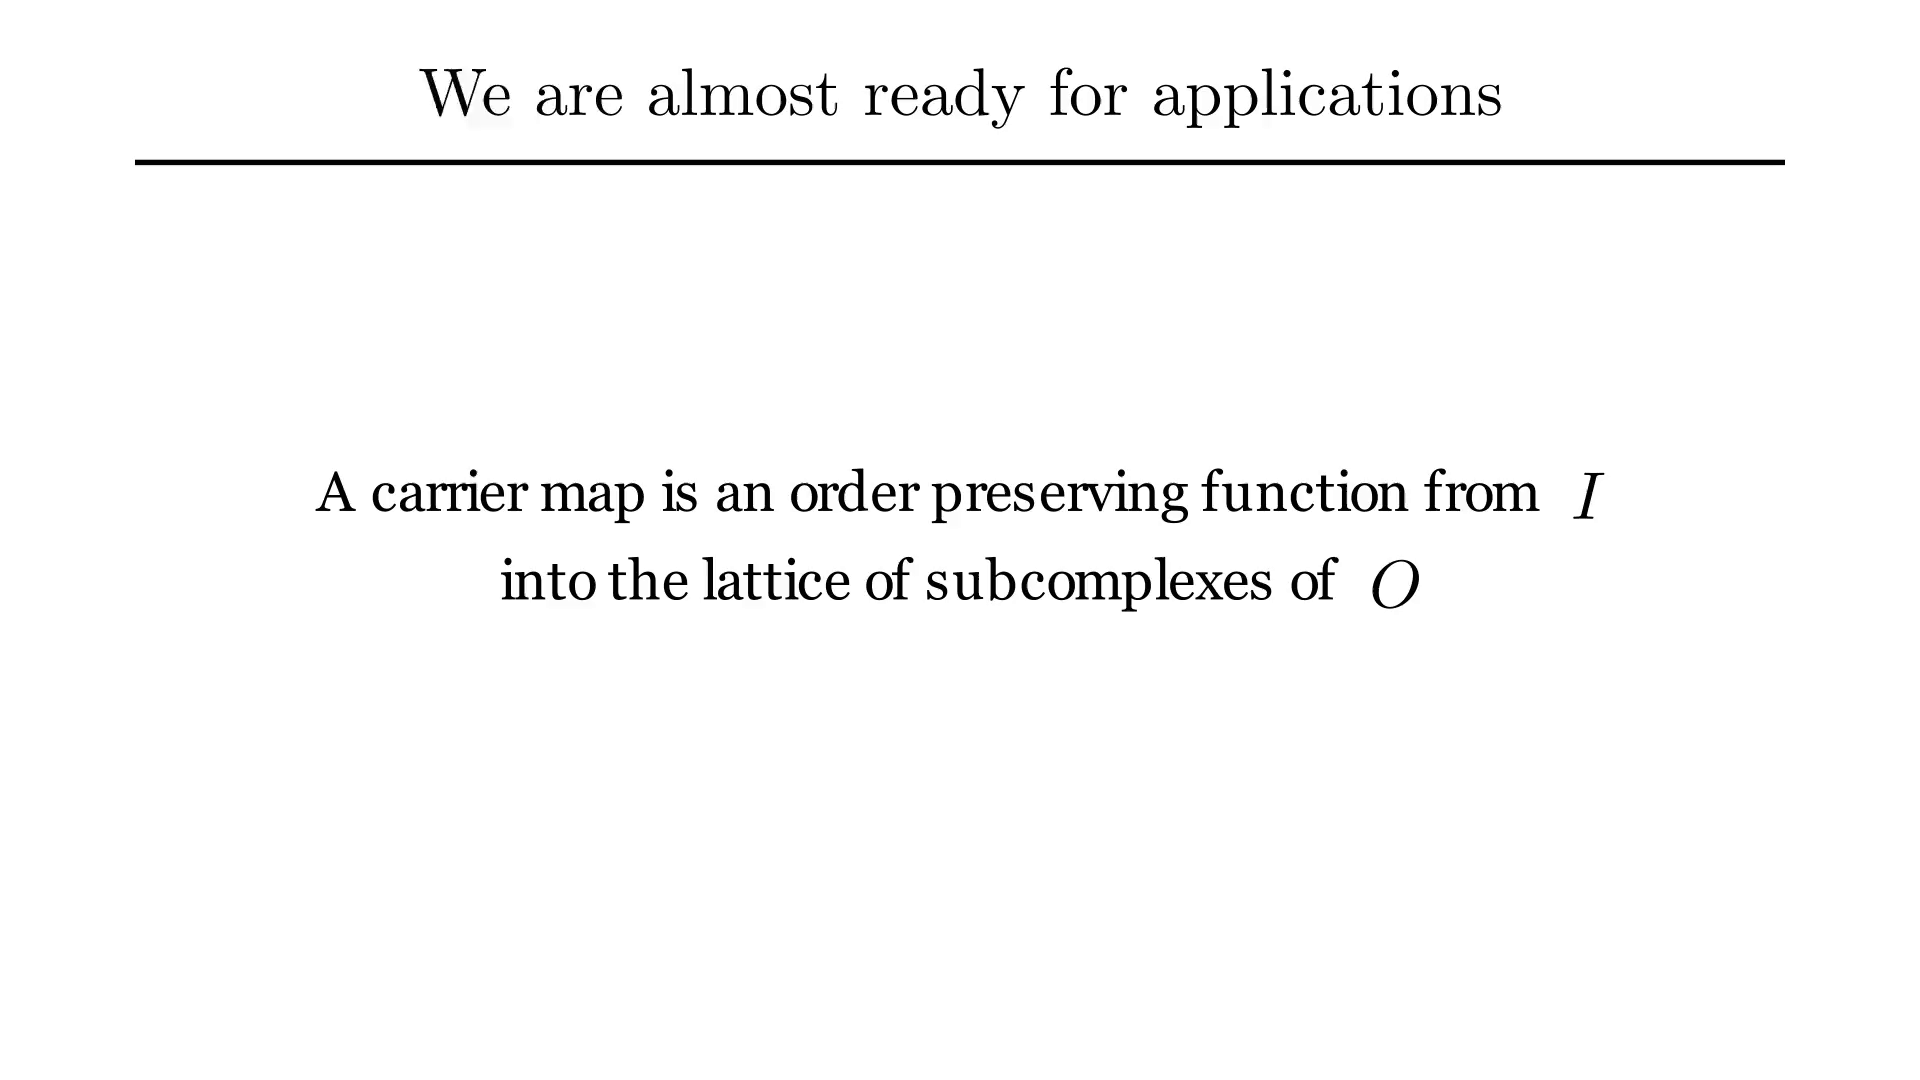 We are almost ready for applications
A carrier map is an order preserving function from I
into the lattice of subcomplexes of O